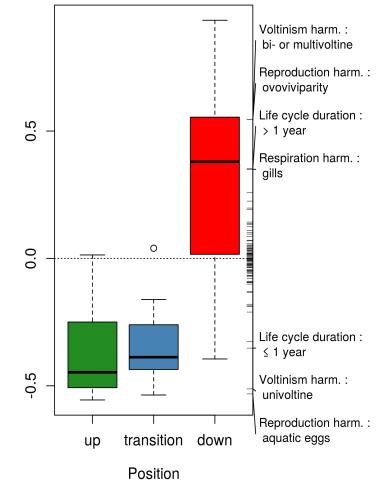 Voltinism harm. :
bi- or multivoltine
Reproduction harm. :
ovoviviparity
Life cycle duration :
> 1 year
Respiration harm. :
gills
0.5
0.0
-0.5
Life cycle duration :
≤ 1 year
Voltinism harm. :
univoltine
Reproduction harm. :
aquatic eggs
up transition down
Position